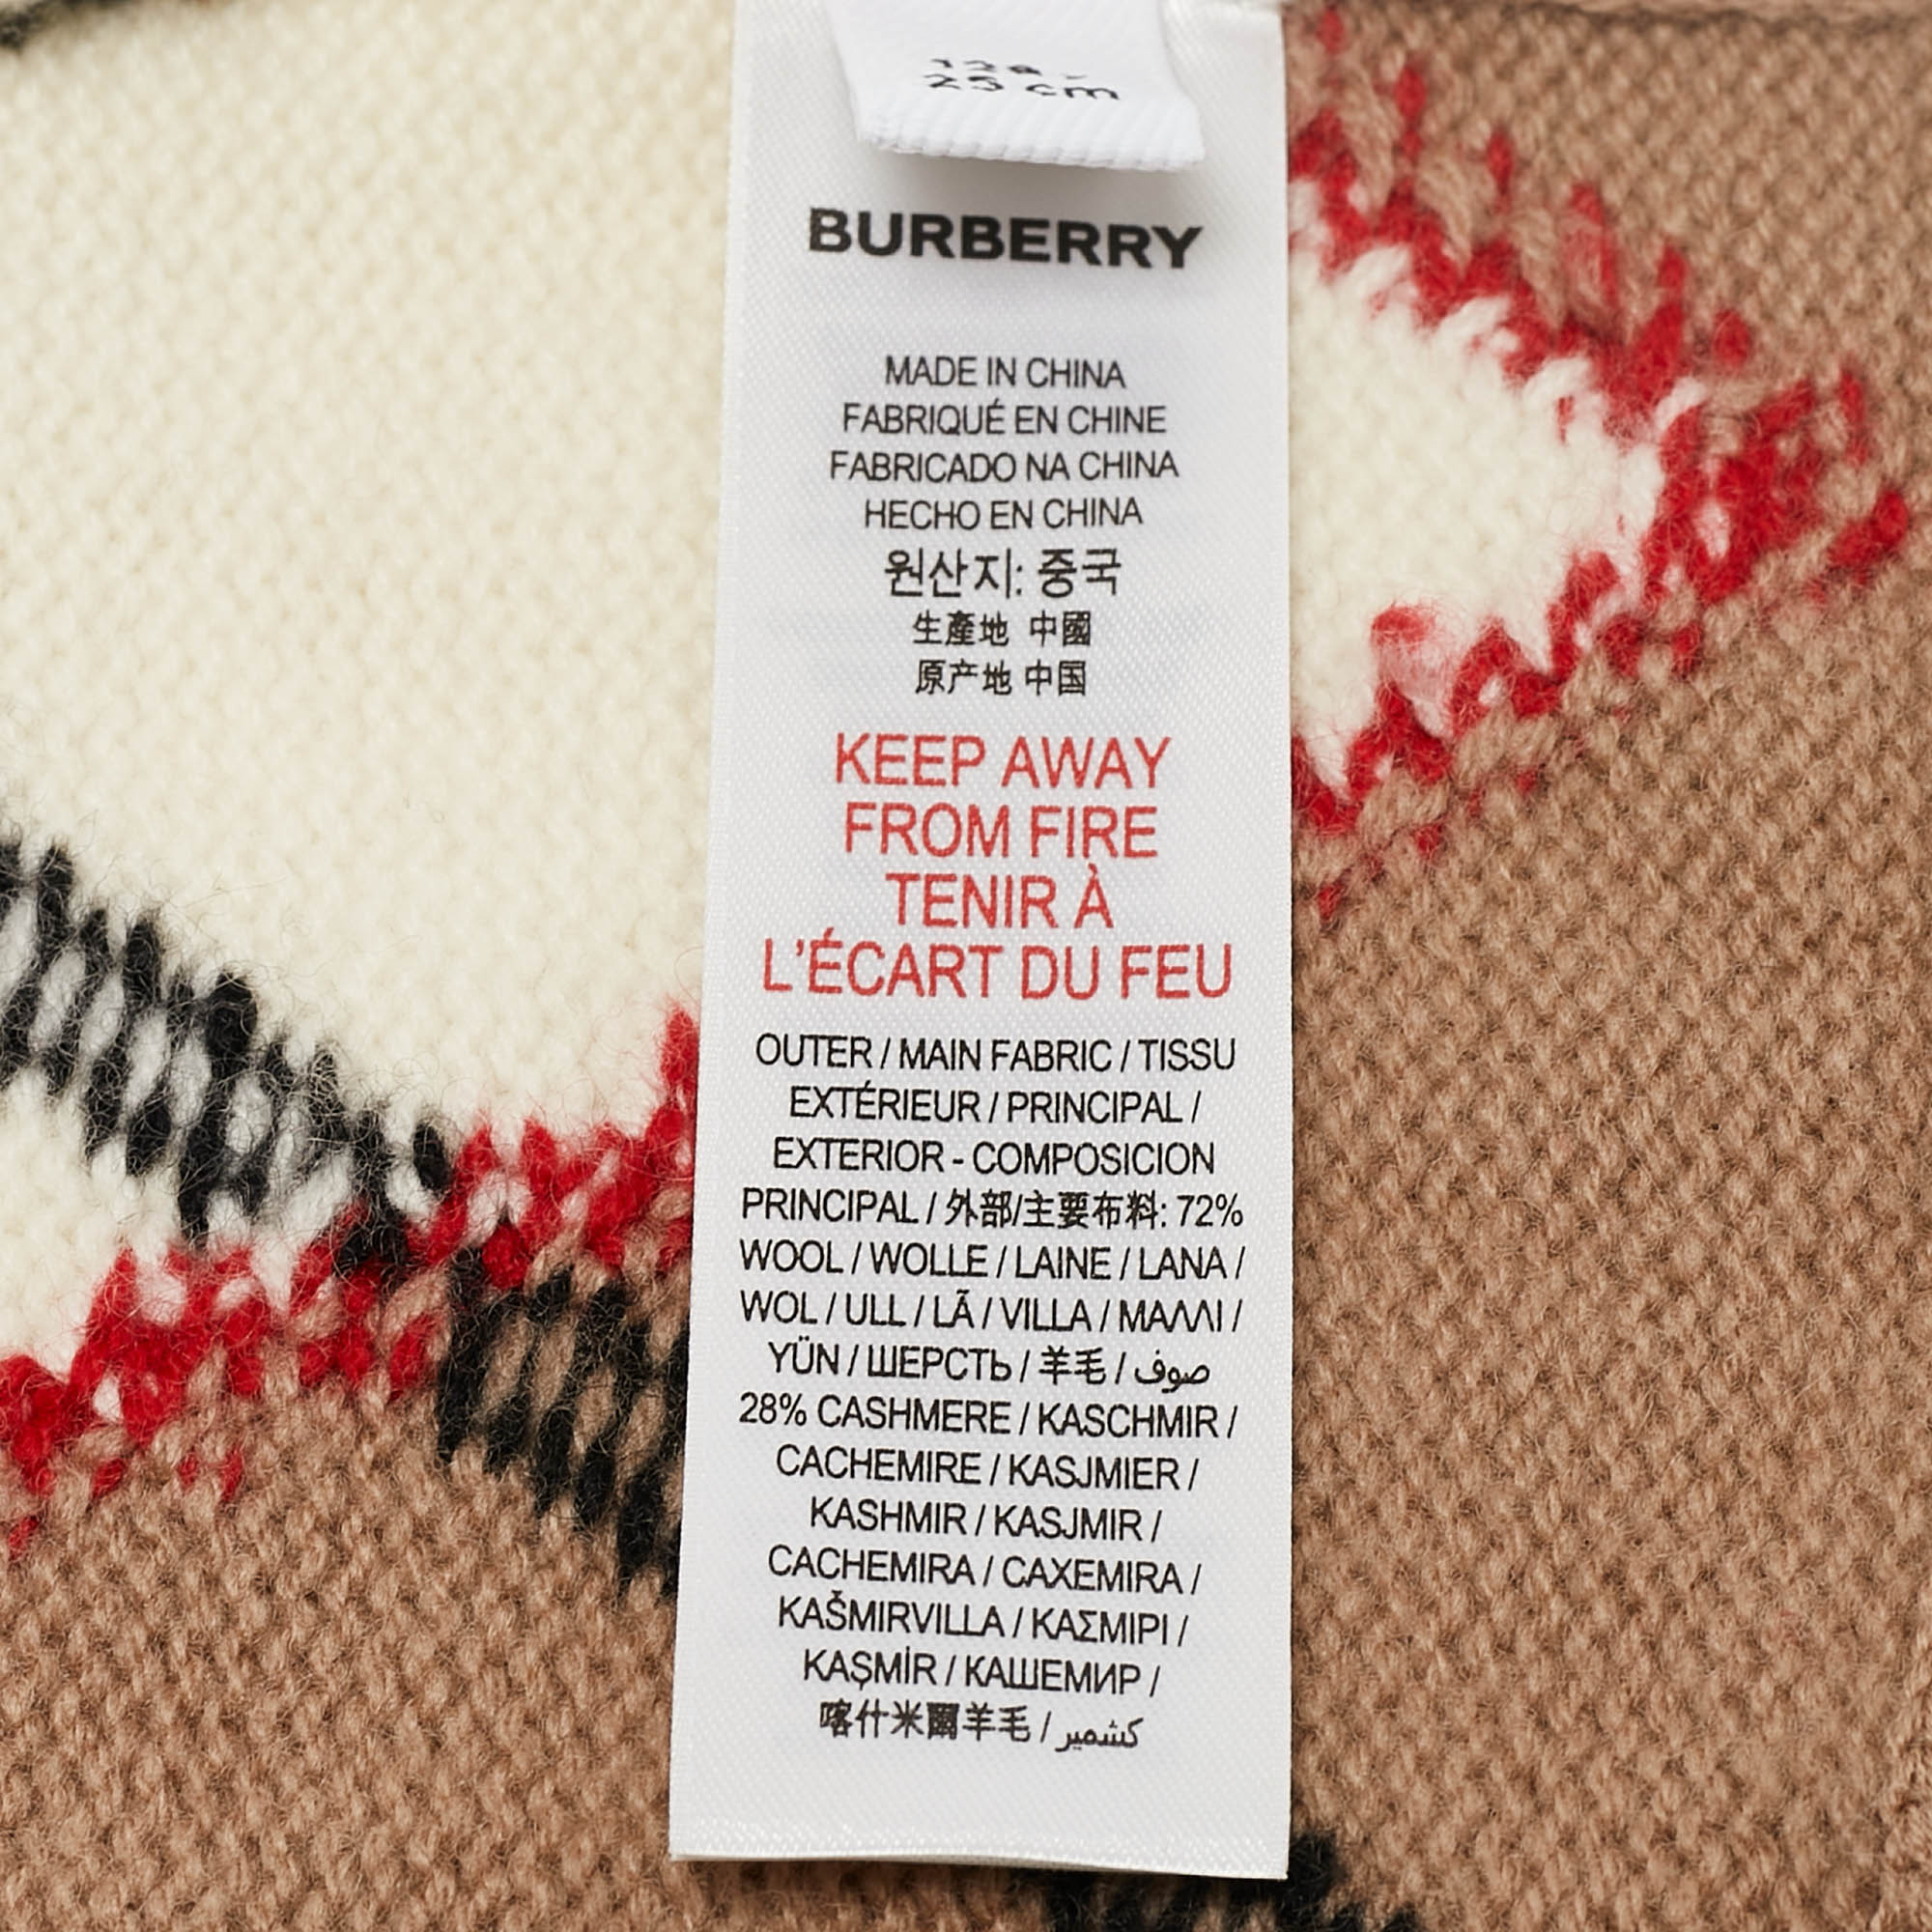 25 cm
BURBERRY
MADE IN CHINA
FABRIQUÉ EN CHINE
FABRICADO NA CHINA
HECHO EN CHINA
원산지: 중국
生產地 中國
原产地 中国
KEEP AWAY
FROM FIRE
TENIR À
L'ÉCART DU FEU
OUTER / MAIN FABRIC / TISSU
EXTÉRIEUR / PRINCIPAL /
EXTERIOR - COMPOSICION
PRINCIPAL / 外部/主要布料: 72%
WOOL / WOLLE / LAINE / LANA /
WOL / ULL / LÃ / VILLA / ΜΑΛΛΙ /
YÜN / ШЕРСТЬ / 羊毛 / صوف
28% CASHMERE / KASCHMIR /
CACHEMIRE / KASJMIER /
KASHMIR / KASJMIR /
CACHEMIRA / CAXEMIRA /
KAŠMIRVILLA / ΚΑΣΜΙΡΙ /
KAŞMİR / КАШЕМИР /
喀什米爾羊毛 / كشمير